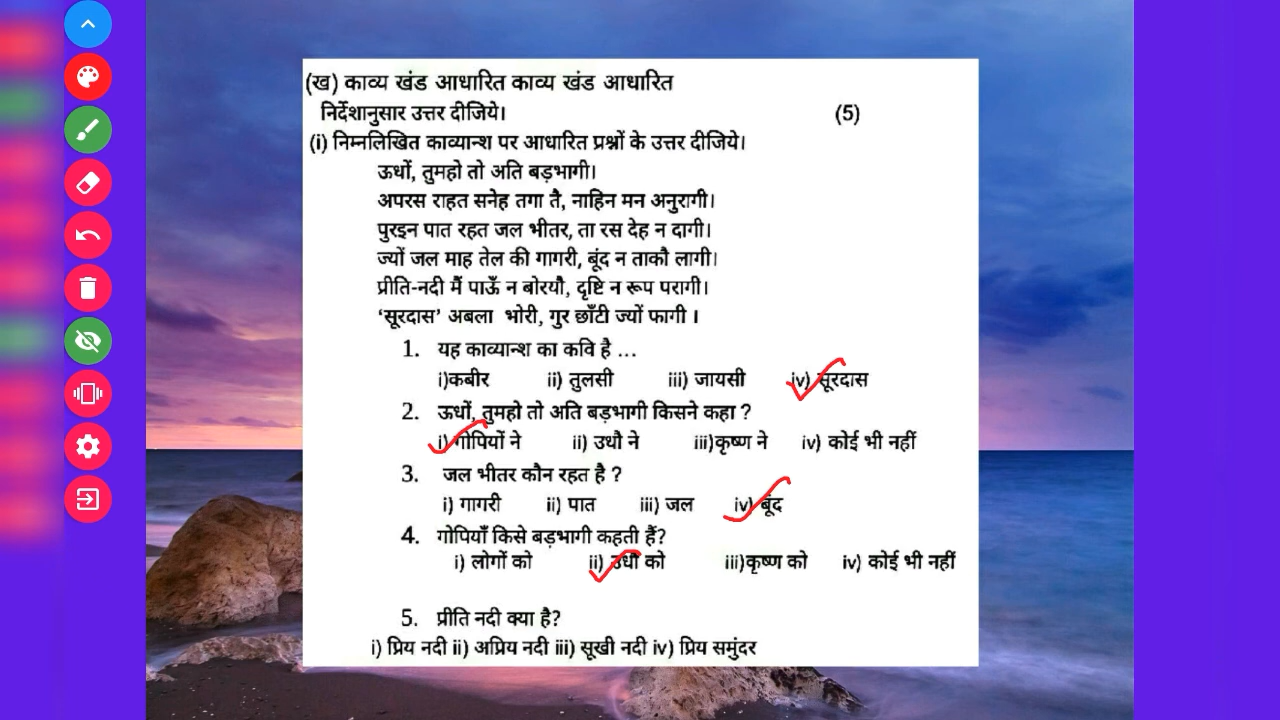 (ख) काव्य खंड आधारित काव्य खंड आधारित
निर्देशानुसार उत्तर दीजिये। (5)
(i) निम्नलिखित काव्यान्श पर आधारित प्रश्नों के उत्तर दीजिये।
ऊधों, तुमहो तो अति बड़भागी।
अपरस राहत सनेह तगा तै, नाहिन मन अनुरागी।
पुरइन पात रहत जल भीतर, ता रस देह न दागी।
ज्यों जल माह तेल की गागरी, बूंद न ताकौ लागी।
प्रीति-नदी मैं पाऊँ न बोरयौ, दृष्टि न रूप परागी।
‘सूरदास’ अबला भोरी, गुर छाँटी ज्यों फागी ।
1. यह काव्यान्श का कवि है ...
i)कबीर ii) तुलसी iii) जायसी iv) सूरदास
2. ऊधों, तुमहो तो अति बड़भागी किसने कहा ?
i) गोपियों ने ii) उधौ ने iii)कृष्ण ने iv) कोई भी नहीं
3. जल भीतर कौन रहत है ?
i) गागरी ii) पात iii) जल iv) बूंद
4. गोपियाँ किसे बड़भागी कहती हैं?
i) लोगों को ii) उधौ को iii)कृष्ण को iv) कोई भी नहीं
5. प्रीति नदी क्या है?
i) प्रिय नदी ii) अप्रिय नदी iii) सूखी नदी iv) प्रिय समुंदर